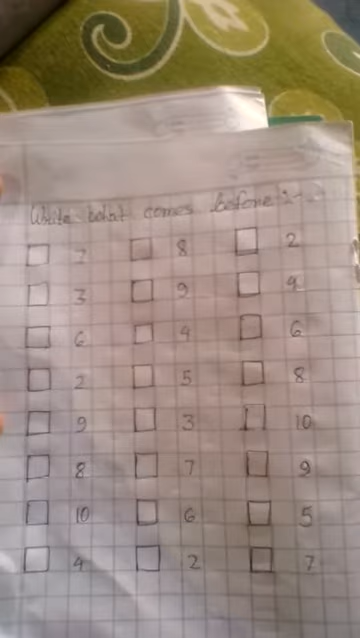 Write what comes before :-
7 8 2
3 9 9
6 4 6
2 5 8
9 3 10
8 7 9
10 6 5
4 2 7